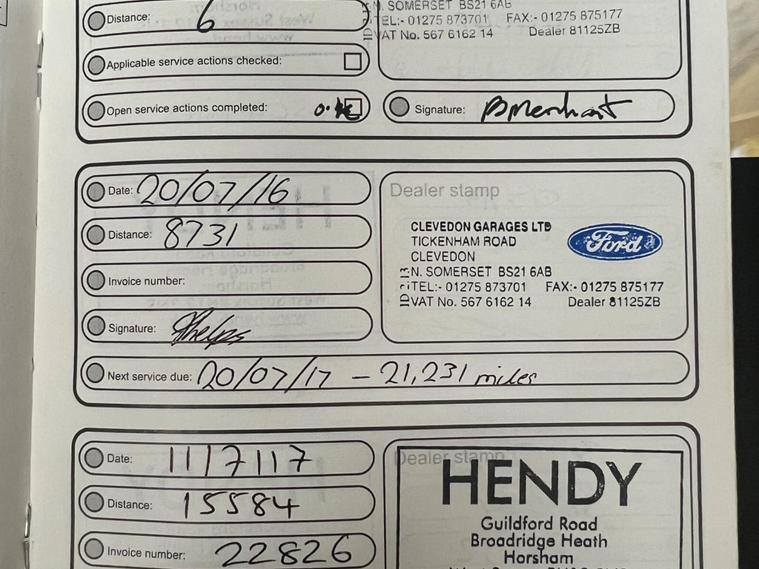 Distance: 6
N. SOMERSET BS21 6AB
TEL:- 01275 873701 FAX:- 01275 875177
VAT No. 567 6162 14 Dealer 81125ZB
Applicable service actions checked:
Open service actions completed:
Signature:
Date: 20/07/16
Dealer stamp
Distance: 8731
CLEVEDON GARAGES LTD
TICKENHAM ROAD
CLEVEDON
N. SOMERSET BS21 6AB
TEL:- 01275 873701 FAX:- 01275 875177
VAT No. 567 6162 14 Dealer 81125ZB
Ford
Invoice number:
Signature: Phelps
Next service due: 20/07/17 - 21,231 miles
Date: 11/7/17
Dealer stamp
Distance: 15584
Invoice number: 22826
HENDY
Guildford Road
Broadridge Heath
Horsham